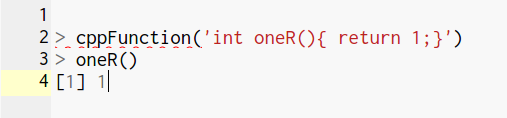 1
2 > cppFunction('int oneR(){ return 1;}')
3 > oneR()
4 [1] 1